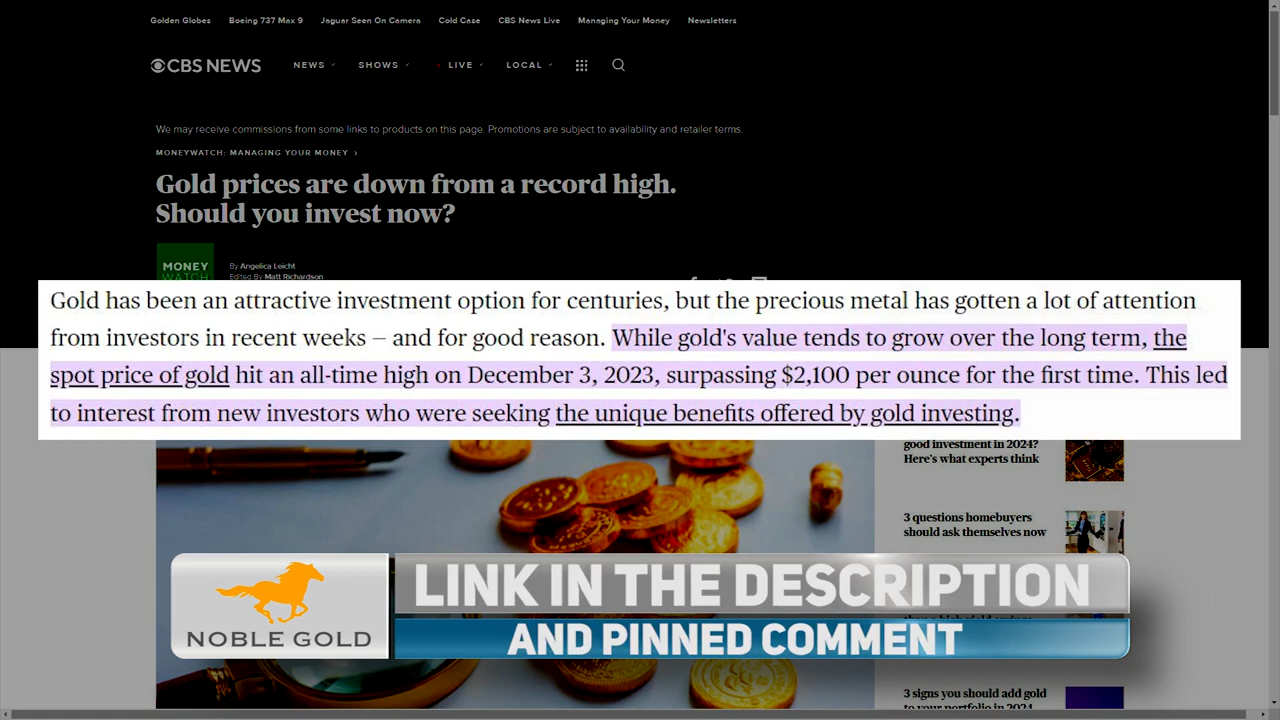 Golden Globes Boeing 737 Max 9 Jaguar Seen On Camera Cold Case CBS News Live Managing Your Money Newsletters
CBS NEWS NEWS SHOWS LIVE LOCAL
We may receive commissions from some links to products on this page. Promotions are subject to availability and retailer terms.
MONEYWATCH: MANAGING YOUR MONEY ›
Gold prices are down from a record high.
Should you invest now?
MONEY
WATCH
By Angelica Leicht
Edited By Matt Richardson
Gold has been an attractive investment option for centuries, but the precious metal has gotten a lot of attention
from investors in recent weeks — and for good reason. While gold's value tends to grow over the long term, the
spot price of gold hit an all-time high on December 3, 2023, surpassing $2,100 per ounce for the first time. This led
to interest from new investors who were seeking the unique benefits offered by gold investing.
good investment in 2024?
Here's what experts think
3 questions homebuyers
should ask themselves now
NOBLE GOLD
LINK IN THE DESCRIPTION
AND PINNED COMMENT
3 signs you should add gold
to your portfolio in 2024